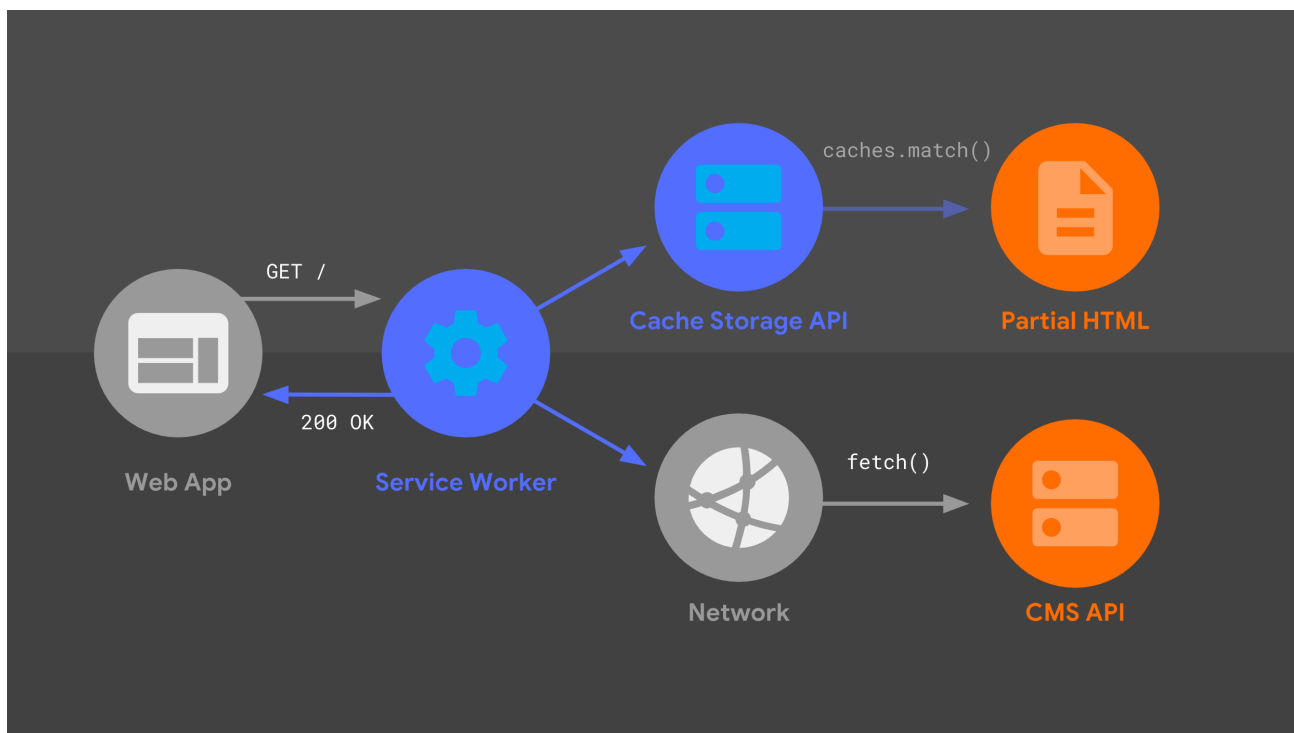 caches.match()
GET /
Cache Storage API
Partial HTML
200 OK
fetch()
Web App
Service Worker
Network
CMS API